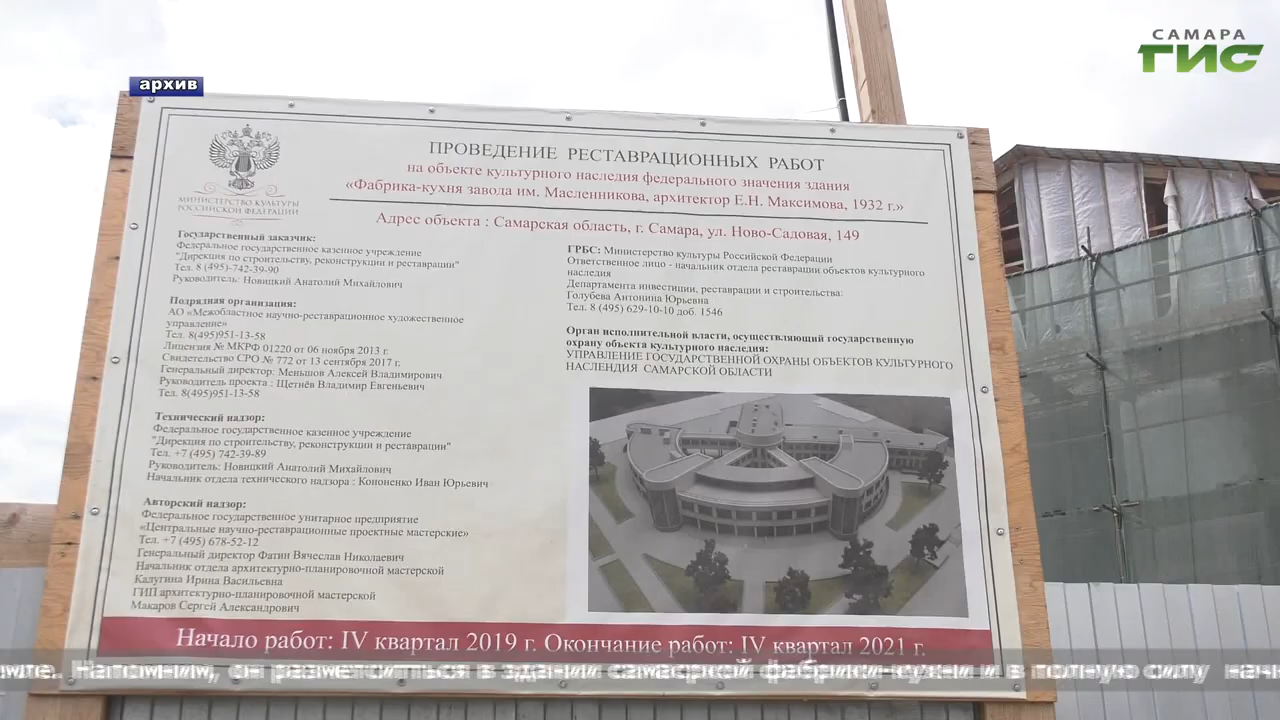 архив
САМАРА
ГИС
МИНИСТЕРСТВО КУЛЬТУРЫ
РОССИЙСКОЙ ФЕДЕРАЦИИ
ПРОВЕДЕНИЕ РЕСТАВРАЦИОННЫХ РАБОТ
на объекте культурного наследия федерального значения здания
«Фабрика-кухня завода им. Масленникова, архитектор Е.Н. Максимова, 1932 г.»
Адрес объекта : Самарская область, г. Самара, ул. Ново-Садовая, 149
Государственный заказчик:
Федеральное государственное казенное учреждение
"Дирекция по строительству, реконструкции и реставрации"
Тел. 8 (495)-742-39-90
Руководитель: Новицкий Анатолий Михайлович
Подрядная организация:
АО «Межобластное научно-реставрационное художественное
управление»
Тел. 8(495)951-13-58
Лицензия № МКРФ 01220 от 06 ноября 2013 г.
Свидетельство СРО № 772 от 13 сентября 2017 г.
Генеральный директор: Меньшов Алексей Владимирович
Руководитель проекта : Щетнёв Владимир Евгеньевич
Тел. 8(495)951-13-58
Технический надзор:
Федеральное государственное казенное учреждение
"Дирекция по строительству, реконструкции и реставрации"
Тел. +7 (495) 742-39-89
Руководитель: Новицкий Анатолий Михайлович
Начальник отдела технического надзора : Кононенко Иван Юрьевич
Авторский надзор:
Федеральное государственное унитарное предприятие
«Центральные научно-реставрационные проектные мастерские»
Тел. +7 (495) 678-52-12
Генеральный директор Фатин Вячеслав Николаевич
Начальник отдела архитектурно-планировочной мастерской
Калугина Ирина Васильевна
ГИП архитектурно-планировочной мастерской
Макаров Сергей Александрович
ГРБС: Министерство культуры Российской Федерации
Ответственное лицо - начальник отдела реставрации объектов культурного
наследия
Департамента инвестиции, реставрации и строительства:
Голубева Антонина Юрьевна
Тел. 8 (495) 629-10-10 доб. 1546
Орган исполнительной власти, осуществляющий государственную
охрану объекта культурного наследия:
УПРАВЛЕНИЕ ГОСУДАРСТВЕННОЙ ОХРАНЫ ОБЪЕКТОВ КУЛЬТУРНОГО
НАСЛЕНДИЯ САМАРСКОЙ ОБЛАСТИ
Начало работ: IV квартал 2019 г. Окончание работ: IV квартал 2021 г.
Напомним, он разместиться в здании самарской фабрики-кухни и в полную силу